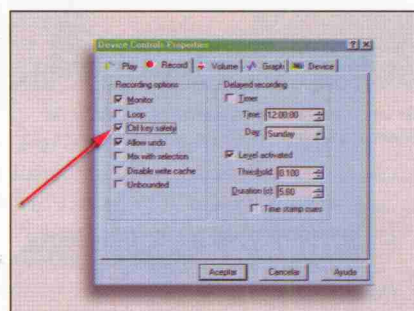 Device Controls Properties
Play Record Volume Graph Device
Recording options
Monitor
Loop
Ctrl key safety
Allow undo
Mix with selection
Disable write cache
Unbounded
Delayed recording
Timer
Time: 12:00:00
Day: Sunday
Level activated
Threshold: 0.100
Duration (s): 5.00
Time stamp cues
Aceptar Cancelar Ayuda